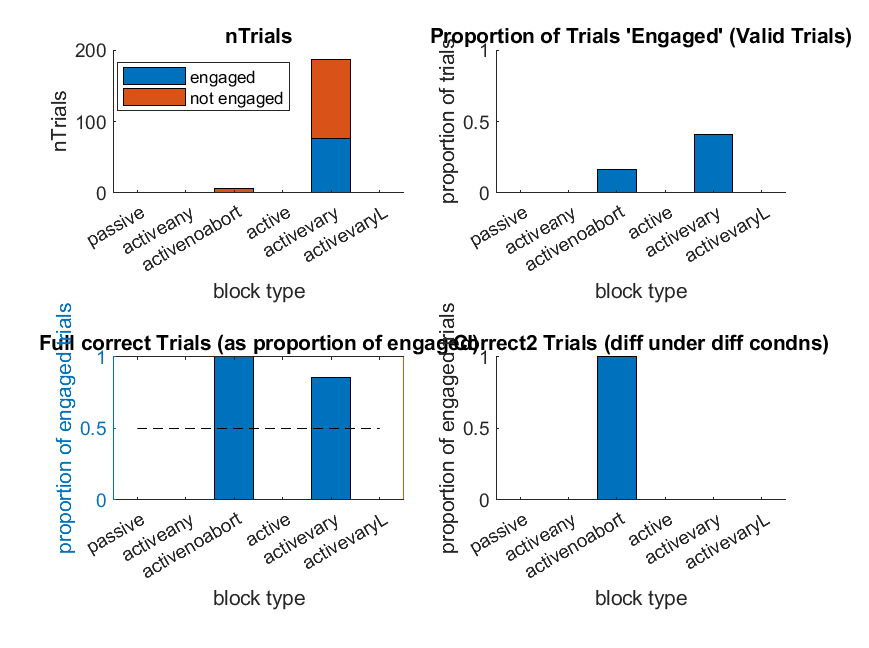 nTrials
200
100
0
nTrials
engaged
not engaged
passive
activeany
activenoabort
active
activevary
activevaryL
block type
Proportion of Trials 'Engaged' (Valid Trials)
1
0.5
0
proportion of trials
passive
activeany
activenoabort
active
activevary
activevaryL
block type
Full correct Trials (as proportion of engaged)
1
0.5
0
proportion of engaged trials
passive
activeany
activenoabort
active
activevary
activevaryL
block type
Correct2 Trials (diff under diff condns)
1
0.5
0
proportion of engaged trials
passive
activeany
activenoabort
active
activevary
activevaryL
block type